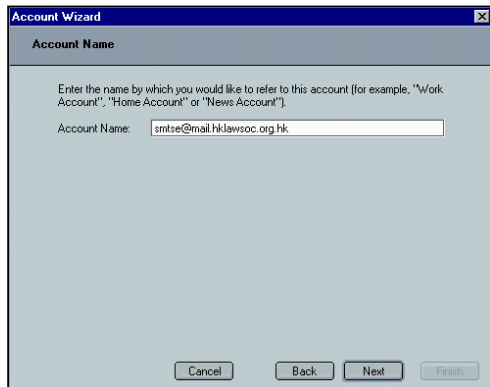 Account Wizard
Account Name
Enter the name by which you would like to refer to this account (for example, "Work
Account", "Home Account" or "News Account").
Account Name: smtse@mail.hklawsoc.org.hk
Cancel Back Next Finish